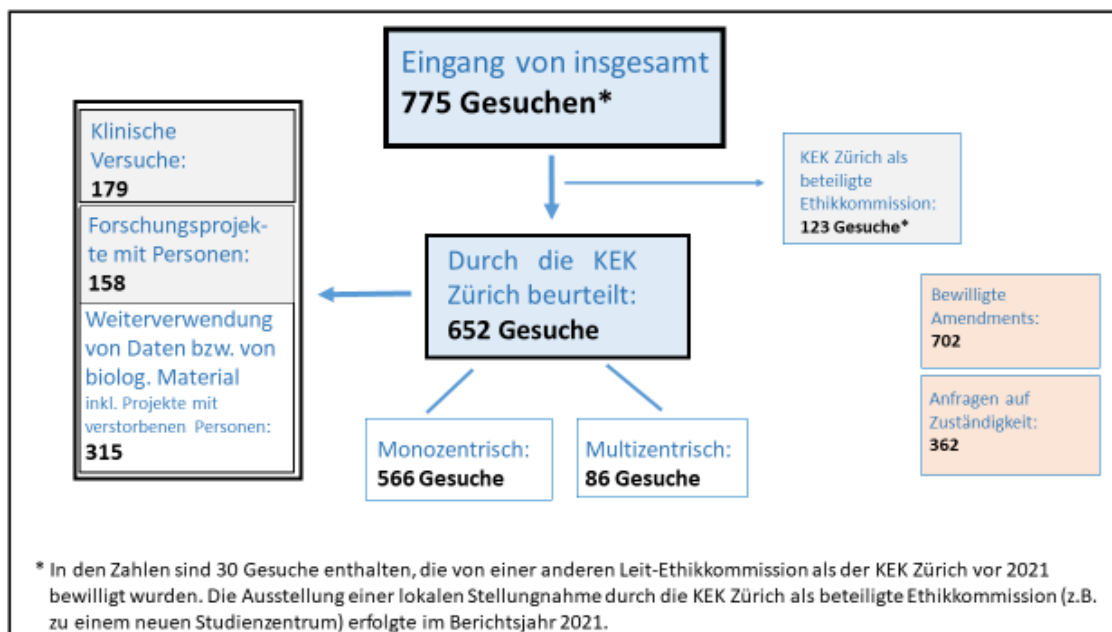 Eingang von insgesamt
775 Gesuchen*
Klinische
Versuche:
179
Forschungsprojek-
te mit Personen:
158
Weiterverwendung
von Daten bzw. von
biolog. Material
inkl. Projekte mit
verstorbenen Personen:
315
KEK Zürich als
beteiligte
Ethikkommission:
123 Gesuche*
Durch die KEK
Zürich beurteilt:
652 Gesuche
Bewilligte
Amendments:
702
Anfragen auf
Zuständigkeit:
362
Monozentrisch:
566 Gesuche
Multizentrisch:
86 Gesuche
* In den Zahlen sind 30 Gesuche enthalten, die von einer anderen Leit-Ethikkommission als der KEK Zürich vor 2021
bewilligt wurden. Die Ausstellung einer lokalen Stellungnahme durch die KEK Zürich als beteiligte Ethikkommission (z.B.
zu einem neuen Studienzentrum) erfolgte im Berichtsjahr 2021.